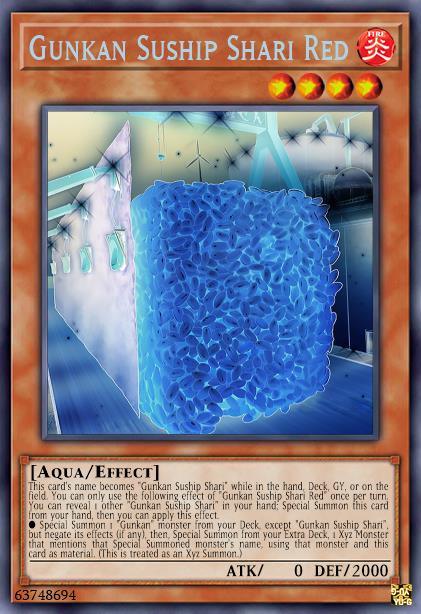 GUNKAN SUSHIP SHARI RED
FIRE
炎
[AQUA/EFFECT]
This card's name becomes "Gunkan Suship Shari" while in the hand, Deck, GY, or on the
field. You can only use the following effect of "Gunkan Suship Shari Red" once per turn.
You can reveal 1 other "Gunkan Suship" in your hand; Special Summon this card
from your hand, then you can apply this effect.
● Special Summon 1 "Gunkan" monster from your Deck, except "Gunkan Suship Shari",
but negate its effects (if any), then, Special Summon from your Extra Deck, 1 Xyz Monster
that mentions that Special Summoned monster's name, using that monster and this
card as material. (This is treated as an Xyz Summon.)
ATK/ 0 DEF/2000
63748694